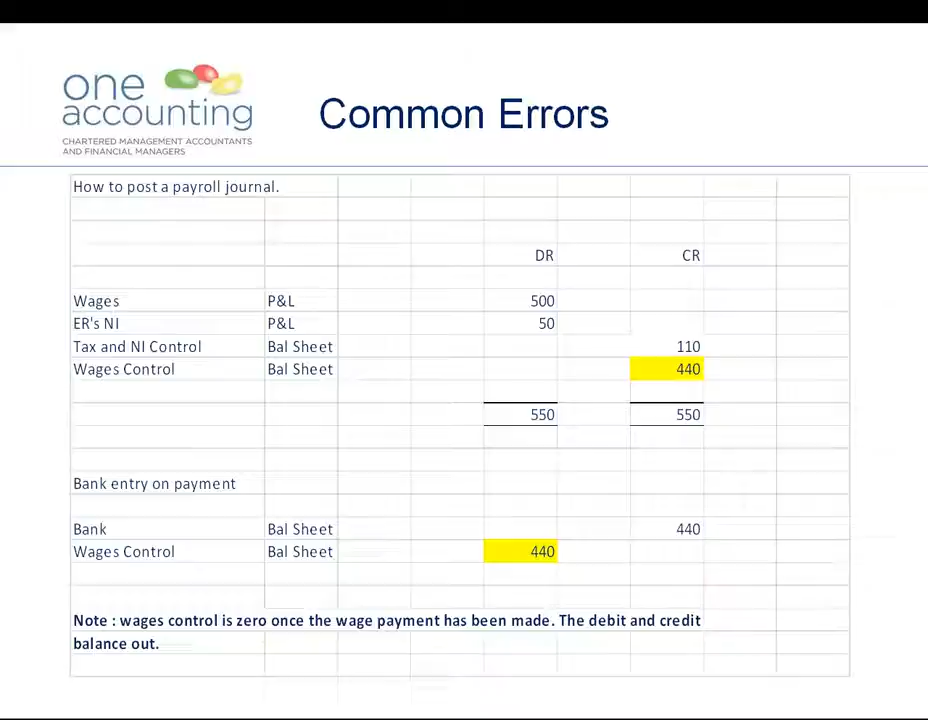 one
accounting
CHARTERED MANAGEMENT ACCOUNTANTS
AND FINANCIAL MANAGERS
Common Errors
How to post a payroll journal.
DR CR
Wages P&L 500
ER's NI P&L 50
Tax and NI Control Bal Sheet 110
Wages Control Bal Sheet 440
550 550
Bank entry on payment
Bank Bal Sheet 440
Wages Control Bal Sheet 440
Note : wages control is zero once the wage payment has been made. The debit and credit
balance out.